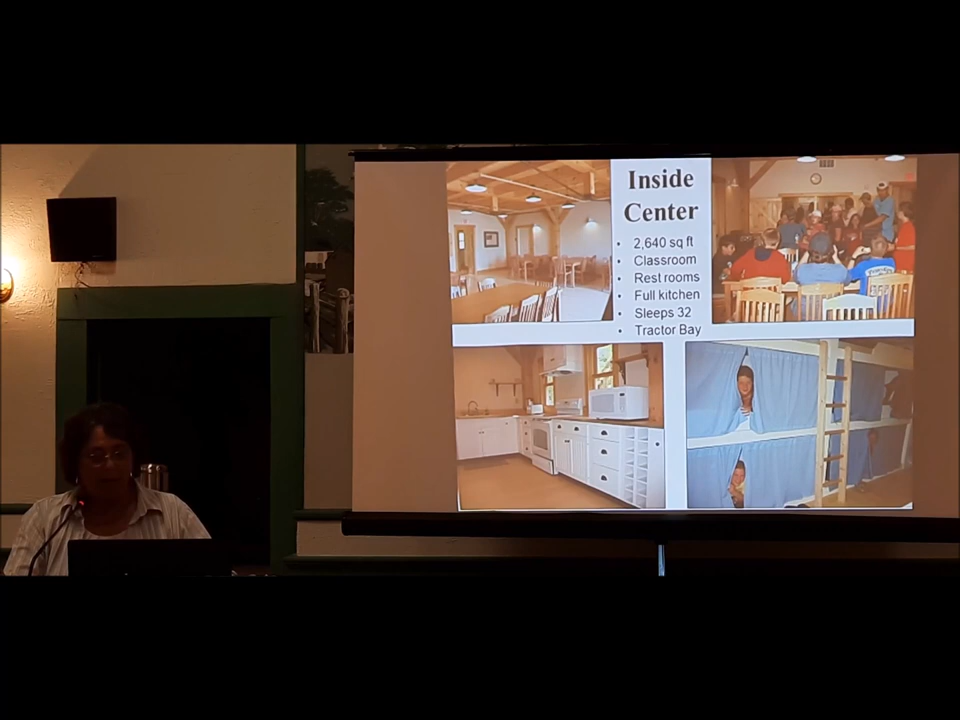 Inside
Center
• 2,640 sq ft
• Classroom
• Rest rooms
• Full kitchen
• Sleeps 32
• Tractor Bay